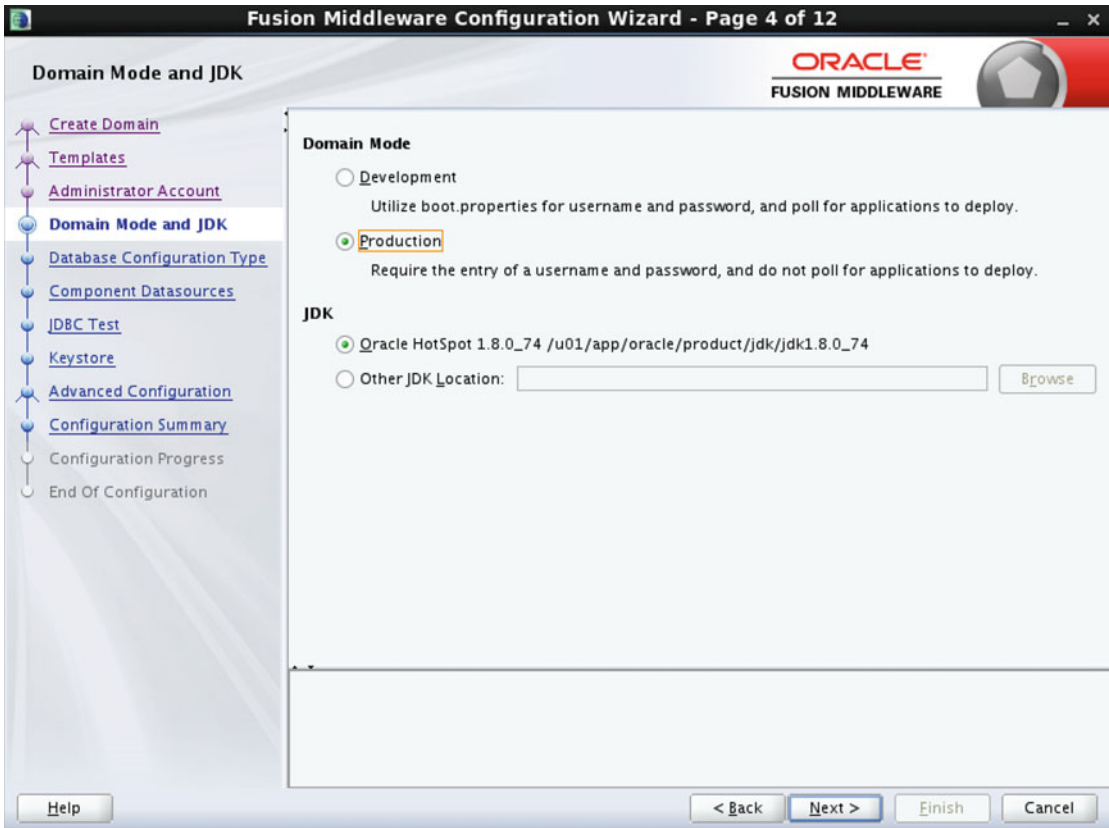 Fusion Middleware Configuration Wizard - Page 4 of 12
Domain Mode and JDK
ORACLE
FUSION MIDDLEWARE
Create Domain
Templates
Administrator Account
Domain Mode and JDK
Database Configuration Type
Component Datasources
JDBC Test
Keystore
Advanced Configuration
Configuration Summary
Configuration Progress
End Of Configuration
Domain Mode
Development
Utilize boot.properties for username and password, and poll for applications to deploy.
Production
Require the entry of a username and password, and do not poll for applications to deploy.
JDK
Oracle HotSpot 1.8.0_74 /u01/app/oracle/product/jdk/jdk1.8.0_74
Other JDK Location:
Browse
Help
< Back
Next >
Finish
Cancel